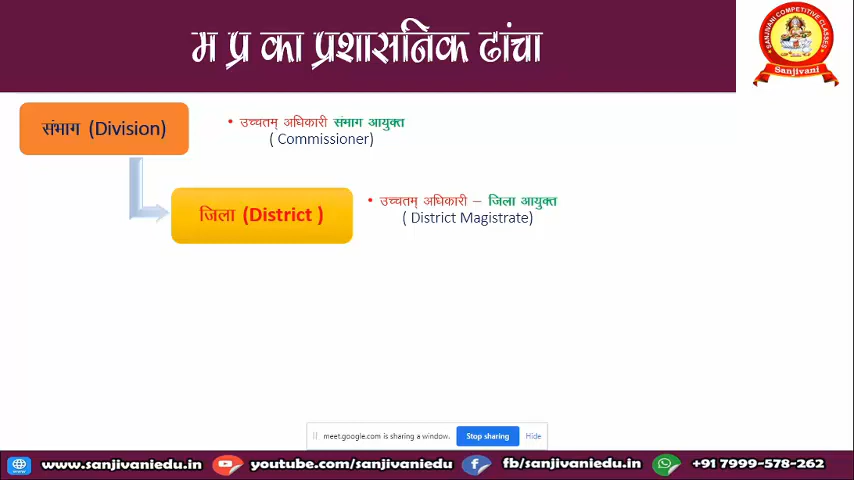 म प्र का प्रशासनिक ढांचा
SANJIVANI COMPETITIVE CLASSES
Sanjivani
संभाग (Division)
• उच्चतम् अधिकारी संभाग आयुक्त
( Commissioner)
जिला (District )
• उच्चतम् अधिकारी – जिला आयुक्त
( District Magistrate)
meet.google.com is sharing a window.
Stop sharing
Hide
www.sanjivaniedu.in
youtube.com/sanjivaniedu
fb/sanjivaniedu.in
+91 7999-578-262